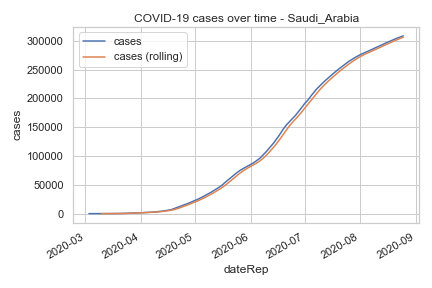 COVID-19 cases over time - Saudi_Arabia
cases
cases (rolling)
300000
250000
200000
150000
100000
50000
0
cases
2020-03
2020-04
2020-05
2020-06
2020-07
2020-08
2020-09
dateRep